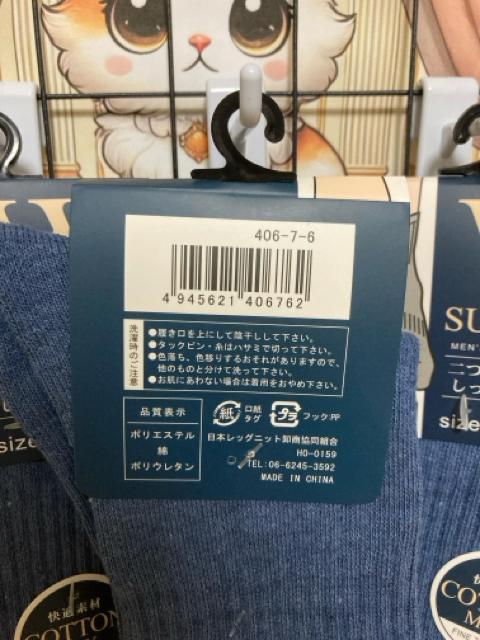 406-7-6
4 945621 406762
洗濯時のご注意
●履き口を上にして陰干しして下さい。
●タックピン・糸はハサミで切って下さい。
●色落ち、色移りするおそれがありますので、
他のものと分けて洗って下さい。
●お肌にあわない場合は着用をおやめ下さい。
品質表示
ポリエステル
綿
ポリウレタン
紙
口紙
タグ
プラ
フック:PP
日本レッグニット卸商協同組合
HO-0159
TEL:06-6245-3592
MADE IN CHINA
SU
MEN'
二つ
しっ
size
size
快適素材
COTTON
COTT
M
FINE